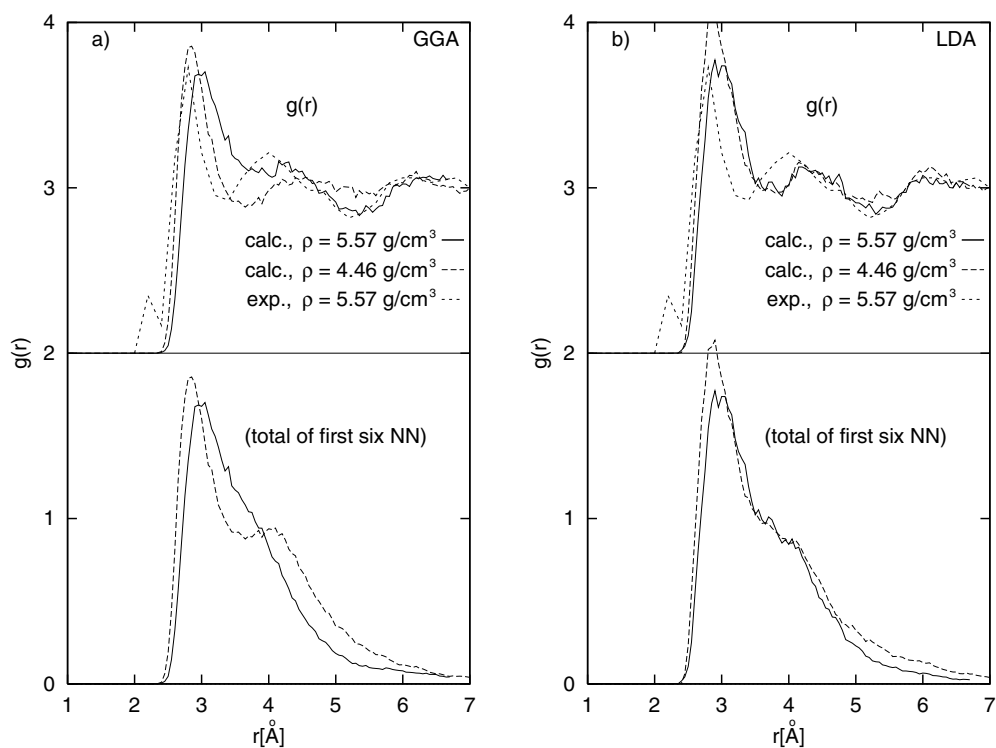 a)
GGA
g(r)
calc., ρ = 5.57 g/cm³
calc., ρ = 4.46 g/cm³
exp., ρ = 5.57 g/cm³
(total of first six NN)
g(r)
4
3
2
1
0
1 2 3 4 5 6 7
r[Å]
b)
LDA
g(r)
calc., ρ = 5.57 g/cm³
calc., ρ = 4.46 g/cm³
exp., ρ = 5.57 g/cm³
(total of first six NN)
g(r)
4
3
2
1
0
1 2 3 4 5 6 7
r[Å]